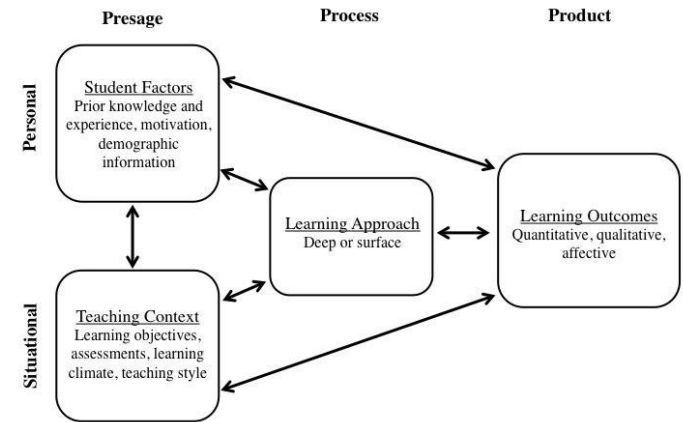 Presage
Process
Product
Personal
Student Factors
Prior knowledge and
experience, motivation,
demographic
information
Learning Approach
Deep or surface
Learning Outcomes
Quantitative, qualitative,
affective
Situational
Teaching Context
Learning objectives,
assessments, learning
climate, teaching style